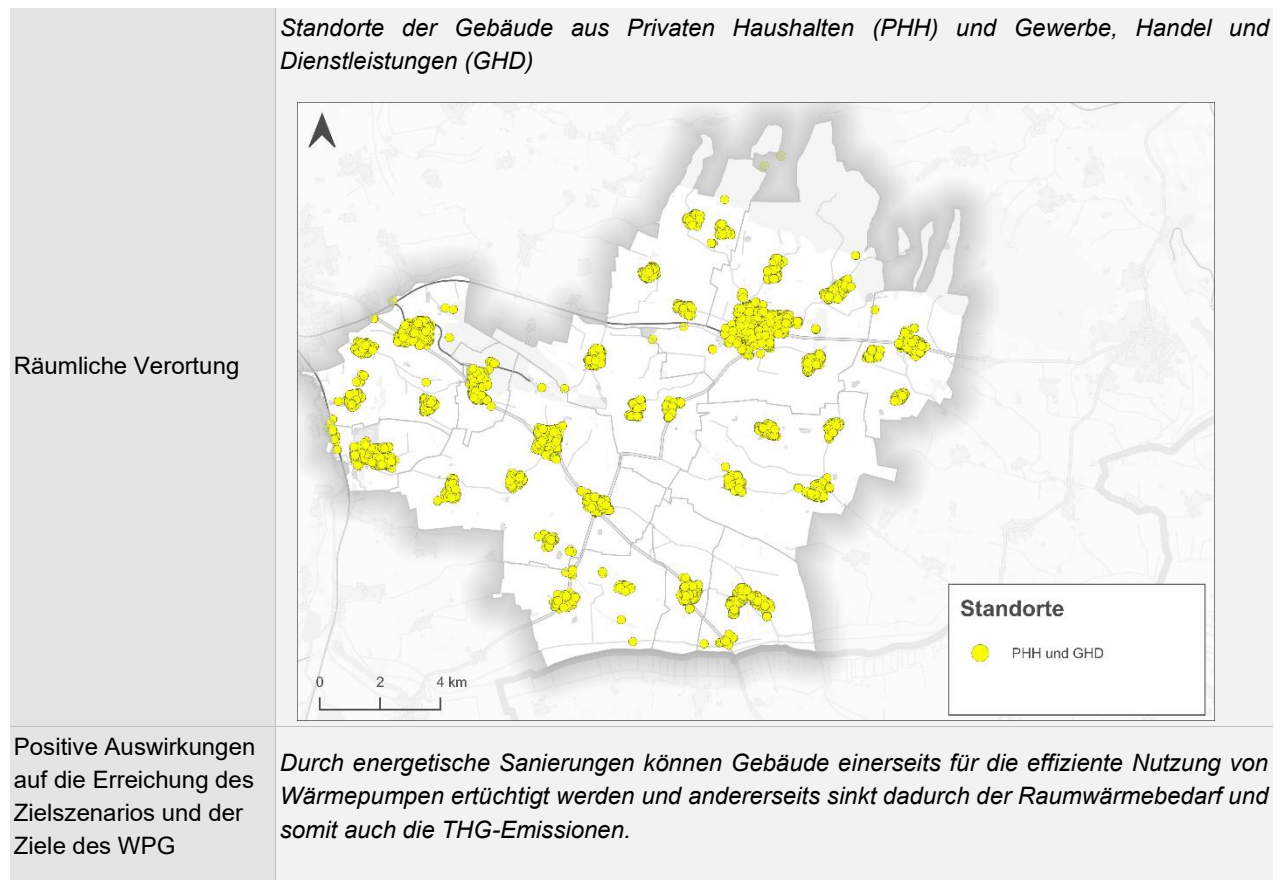 Standorte der Gebäude aus Privaten Haushalten (PHH) und Gewerbe, Handel und
Dienstleistungen (GHD)
Räumliche Verortung
0 2 4 km
Standorte
PHH und GHD
Positive Auswirkungen
auf die Erreichung des
Zielszenarios und der
Ziele des WPG
Durch energetische Sanierungen können Gebäude einerseits für die effiziente Nutzung von
Wärmepumpen ertüchtigt werden und andererseits sinkt dadurch der Raumwärmebedarf und
somit auch die THG-Emissionen.